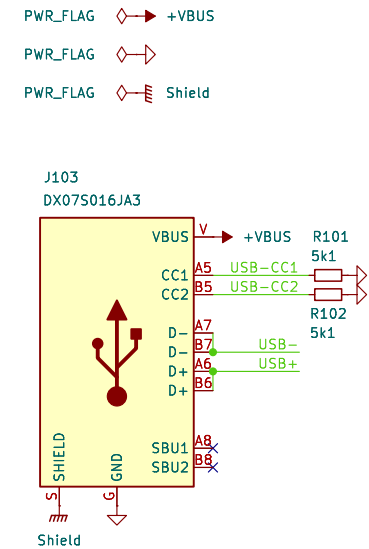 PWR_FLAG +VBUS
PWR_FLAG
PWR_FLAG Shield
J103
DX07S016JA3
VBUS V +VBUS
R101
5k1
CC1 A5 USB-CC1
CC2 B5 USB-CC2
R102
5k1
D- A7
D- B7 USB-
D+ A6 USB+
D+ B6
SBU1 A8
SBU2 B8
SHIELD GND
S G
Shield